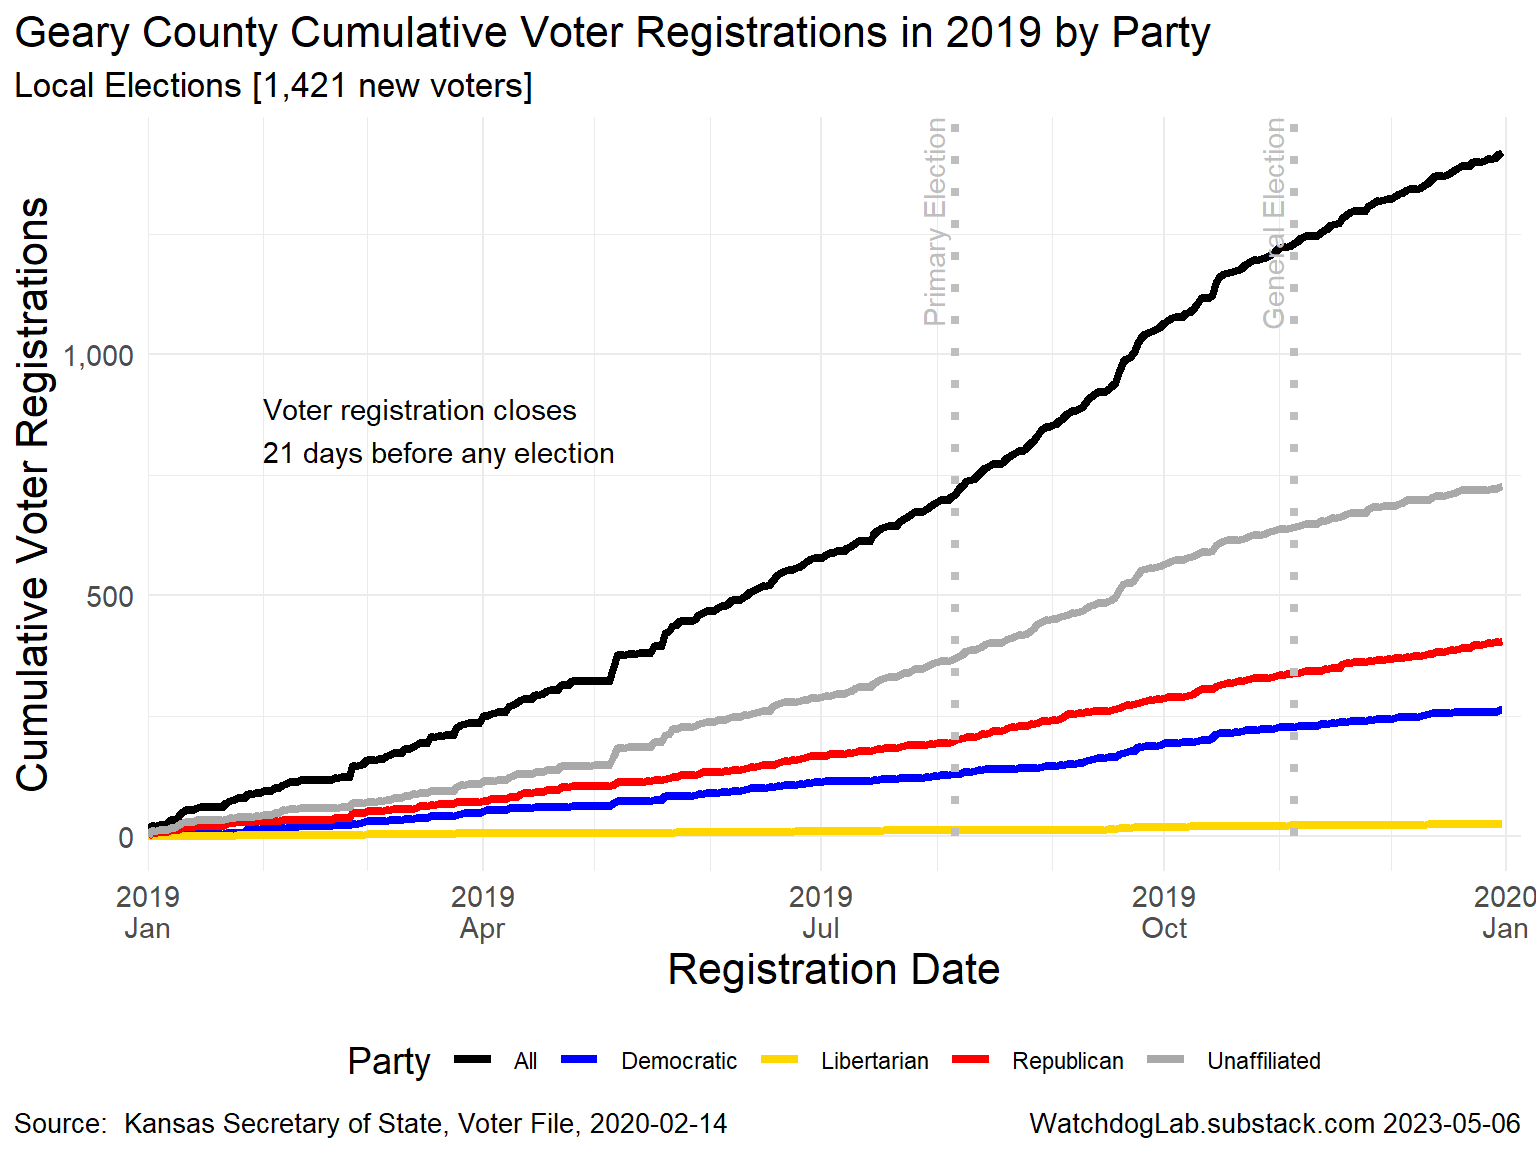 Geary County Cumulative Voter Registrations in 2019 by Party
Local Elections [1,421 new voters]
Cumulative Voter Registrations
1,000
500
0
Primary Election
General Election
Voter registration closes
21 days before any election
2019 2019 2019 2019 2020
Jan Apr Jul Oct Jan
Registration Date
Party All Democratic Libertarian Republican Unaffiliated
Source:  Kansas Secretary of State, Voter File, 2020-02-14
WatchdogLab.substack.com 2023-05-06